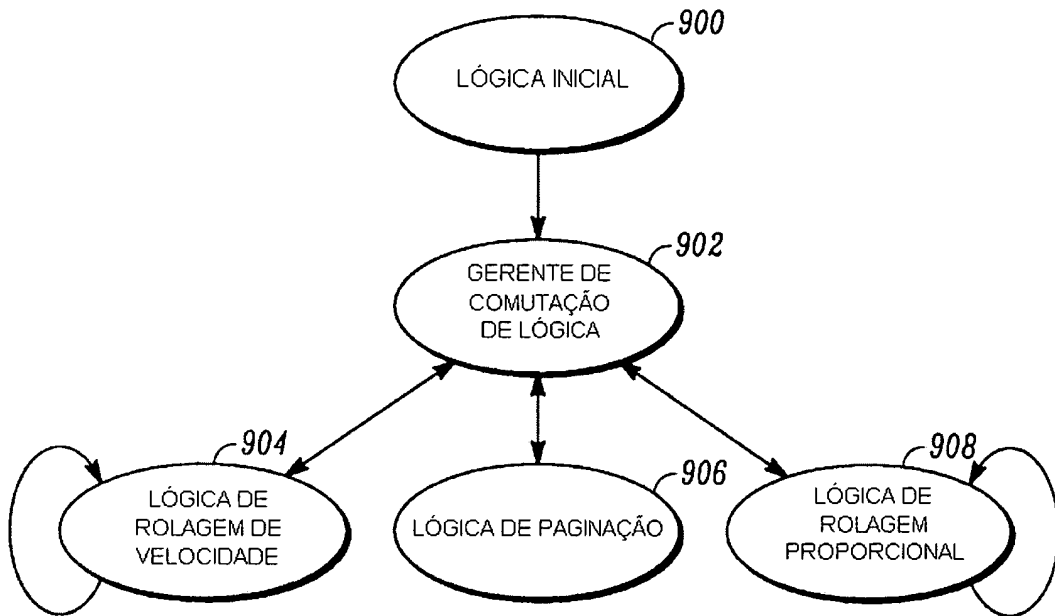 900
LÓGICA INICIAL
902
GERENTE DE
COMUTAÇÃO
DE LÓGICA
904
LÓGICA DE
ROLAGEM DE
VELOCIDADE
906
LÓGICA DE PAGINAÇÃO
908
LÓGICA DE
ROLAGEM
PROPORCIONAL